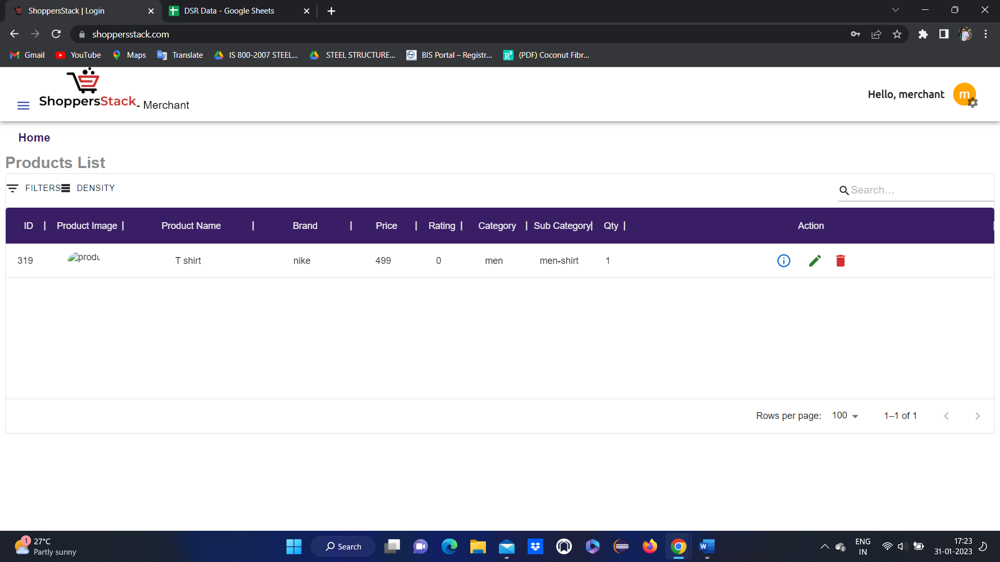 ShoppersStack | Login
DSR Data - Google Sheets
shoppersstack.com
Gmail YouTube Maps Translate IS 800-2007 STEEL... STEEL STRUCTURE... BIS Portal – Registr... (PDF) Coconut Fibr...
ShoppersStack - Merchant
Hello, merchant m
Home
Products List
FILTERS DENSITY
Search…
ID Product Image Product Name Brand Price Rating Category Sub Category Qty Action
319 produ T shirt nike 499 0 men men-shirt 1
Rows per page: 100 1–1 of 1
1 27°C
Partly sunny
Search
ENG
IN
17:23
31-01-2023